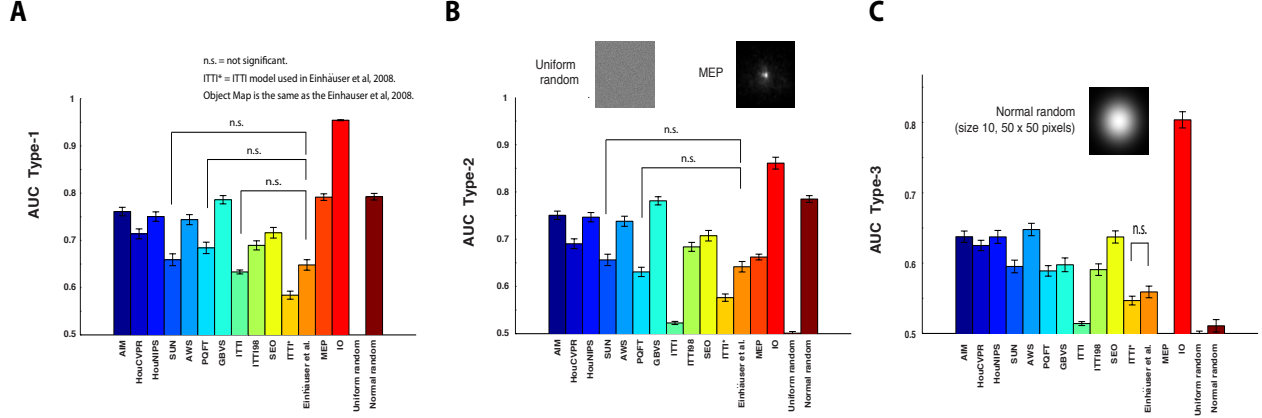 A
n.s. = not significant.
ITTI* = ITTI model used in Einhäuser et al, 2008.
Object Map is the same as the Einhauser et al, 2008.
AUC Type-1
1
0.9
0.8
0.7
0.6
0.5
n.s.
n.s.
n.s.
AIM
HouCVPR
HouNIPS
SUN
AWS
PQFT
GBVS
ITTI
ITTI98
SEO
ITTI*
Einhäuser et al.
MEP
IO
Uniform random
Normal random
B
Uniform
random
MEP
AUC Type-2
1
0.9
0.8
0.7
0.6
0.5
n.s.
n.s.
AIM
HouCVPR
HouNIPS
SUN
AWS
PQFT
GBVS
ITTI
ITTI98
SEO
ITTI*
Einhäuser et al.
MEP
IO
Uniform random
Normal random
C
Normal random
(size 10, 50 x 50 pixels)
AUC Type-3
0.8
0.7
0.6
0.5
n.s.
AIM
HouCVPR
HouNIPS
SUN
AWS
PQFT
GBVS
ITTI
ITTI98
SEO
ITTI*
Einhäuser et al.
MEP
IO
Uniform random
Normal random